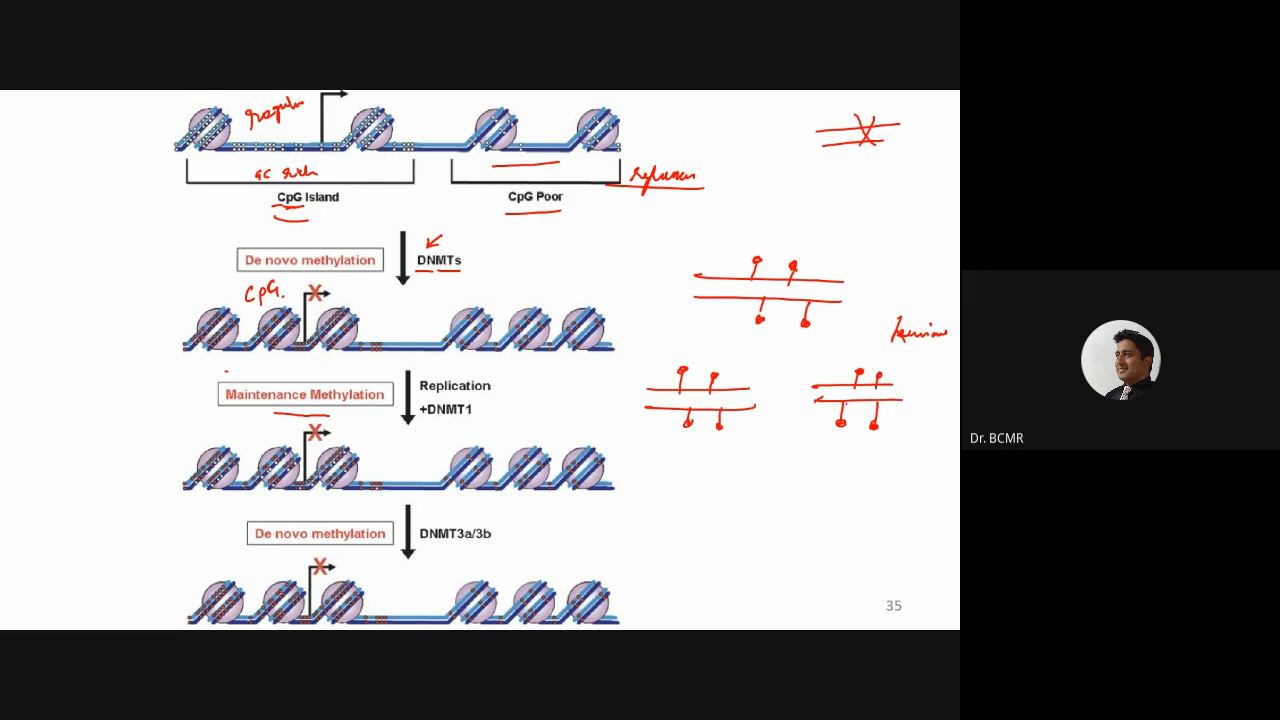 GC rich
CpG Island
CpG Poor
De novo methylation
DNMTs
CpG.
Maintenance Methylation
Replication
+DNMT1
De novo methylation
DNMT3a/3b
35
Dr. BCMR